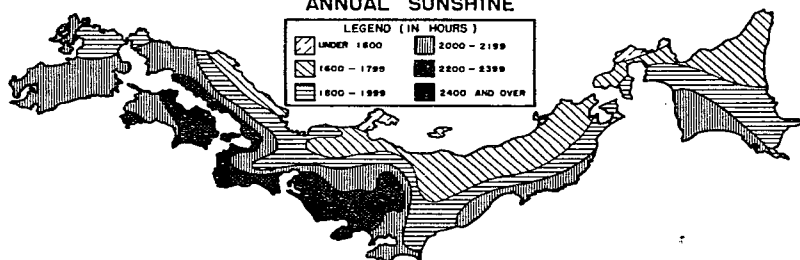 ANNUAL SUNSHINE
LEGEND (IN HOURS)
UNDER 1600
1600 - 1799
1800 - 1999
2000 - 2199
2200 - 2399
2400 AND OVER